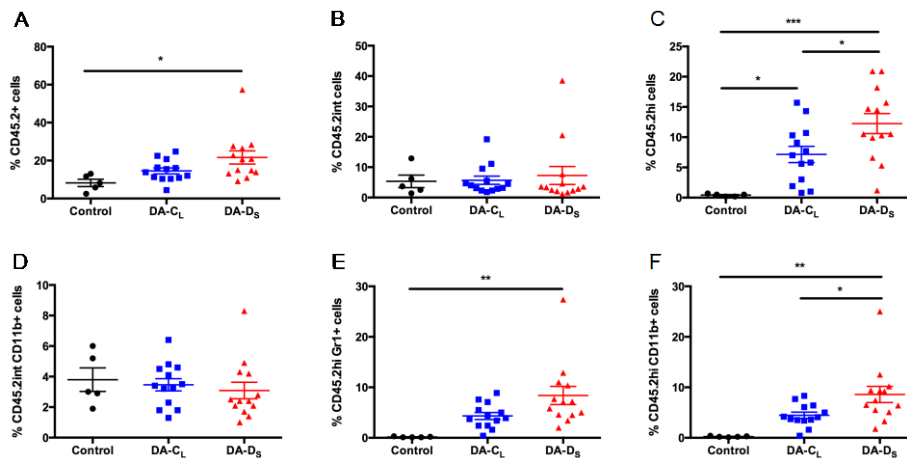 A
% CD45.2+ cells
80
60
40
20
0
*
Control DA-CL DA-DS
B
% CD45.2int cells
50
40
30
20
10
0
Control DA-CL DA-DS
C
% CD45.2hi cells
25
20
15
10
5
0
***
*
*
Control DA-CL DA-DS
D
% CD45.2int CD11b+ cells
10
8
6
4
2
0
Control DA-CL DA-DS
E
% CD45.2hi Gr1+ cells
30
20
10
0
**
Control DA-CL DA-DS
F
% CD45.2hi CD11b+ cells
30
20
10
0
**
*
Control DA-CL DA-DS